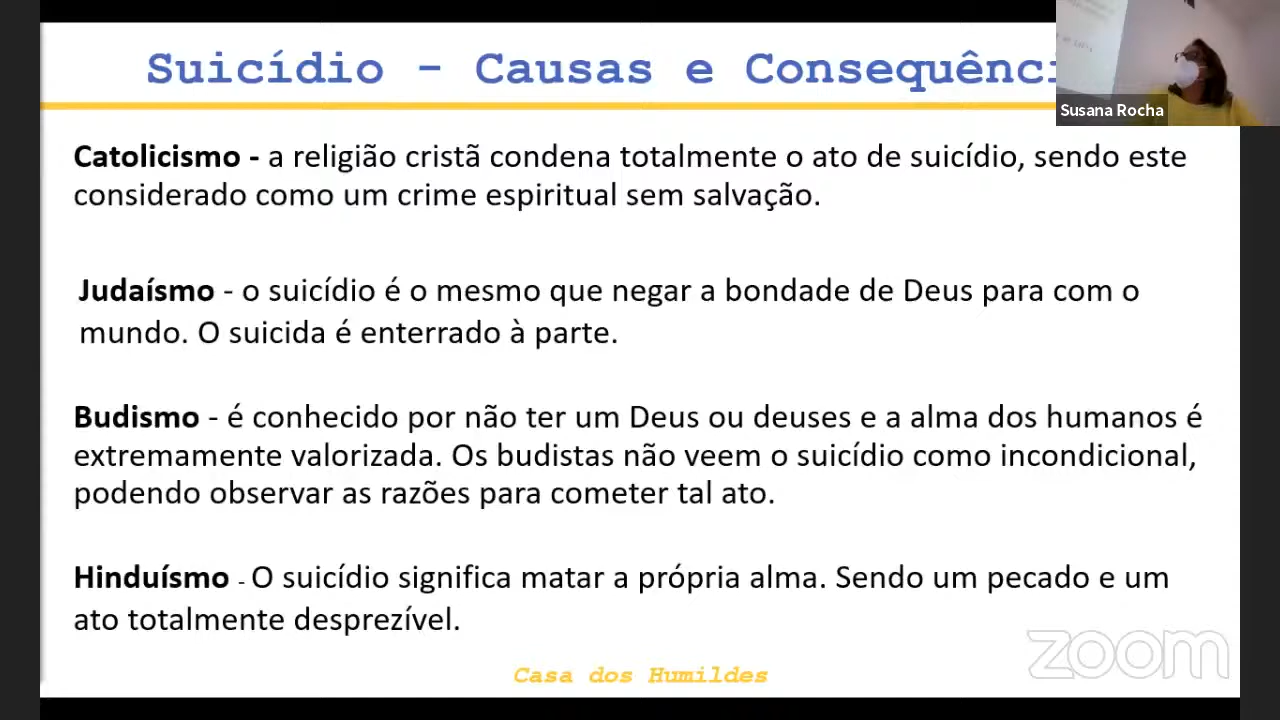 Suicídio - Causas e Consequênci
Susana Rocha
Catolicismo - a religião cristã condena totalmente o ato de suicídio, sendo este
considerado como um crime espiritual sem salvação.
Judaísmo - o suicídio é o mesmo que negar a bondade de Deus para com o
mundo. O suicida é enterrado à parte.
Budismo - é conhecido por não ter um Deus ou deuses e a alma dos humanos é
extremamente valorizada. Os budistas não veem o suicídio como incondicional,
podendo observar as razões para cometer tal ato.
Hinduísmo - O suicídio significa matar a própria alma. Sendo um pecado e um
ato totalmente desprezível.
zoom
Casa dos Humildes